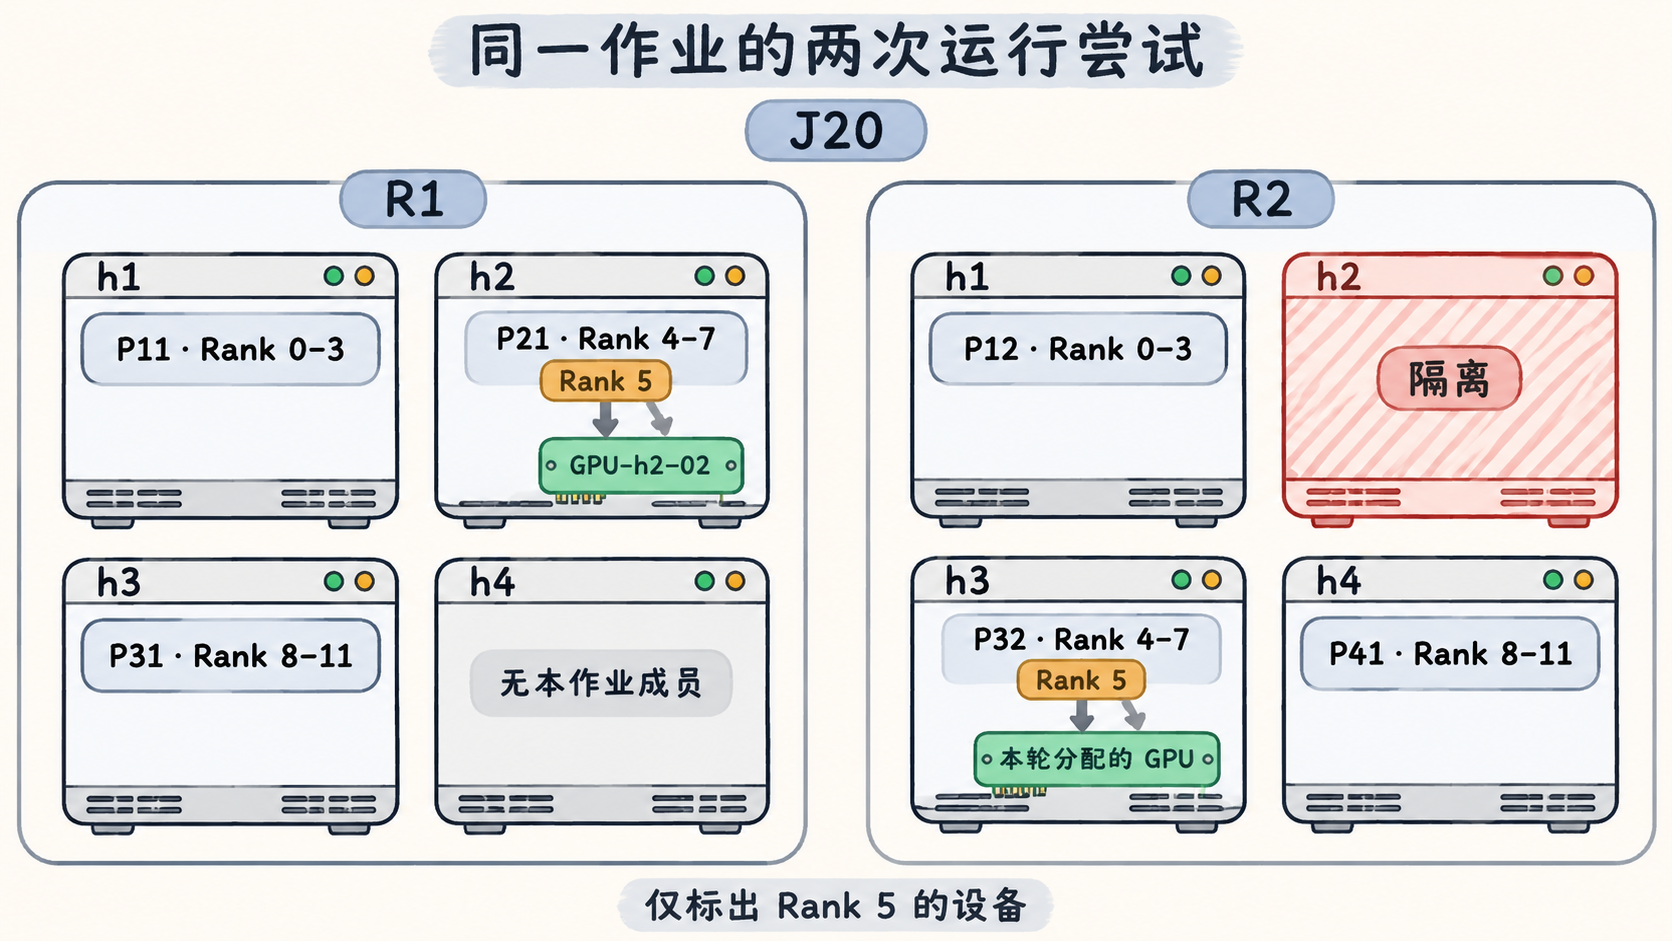 同一作业的两次运行尝试
J20
R1
h1
P11 · Rank 0–3
h2
P21 · Rank 4–7
Rank 5
GPU-h2-02
h3
P31 · Rank 8–11
h4
无本作业成员
R2
h1
P12 · Rank 0–3
h2
隔离
h3
P32 · Rank 4–7
Rank 5
本轮分配的 GPU
h4
P41 · Rank 8–11
仅标出 Rank 5 的设备